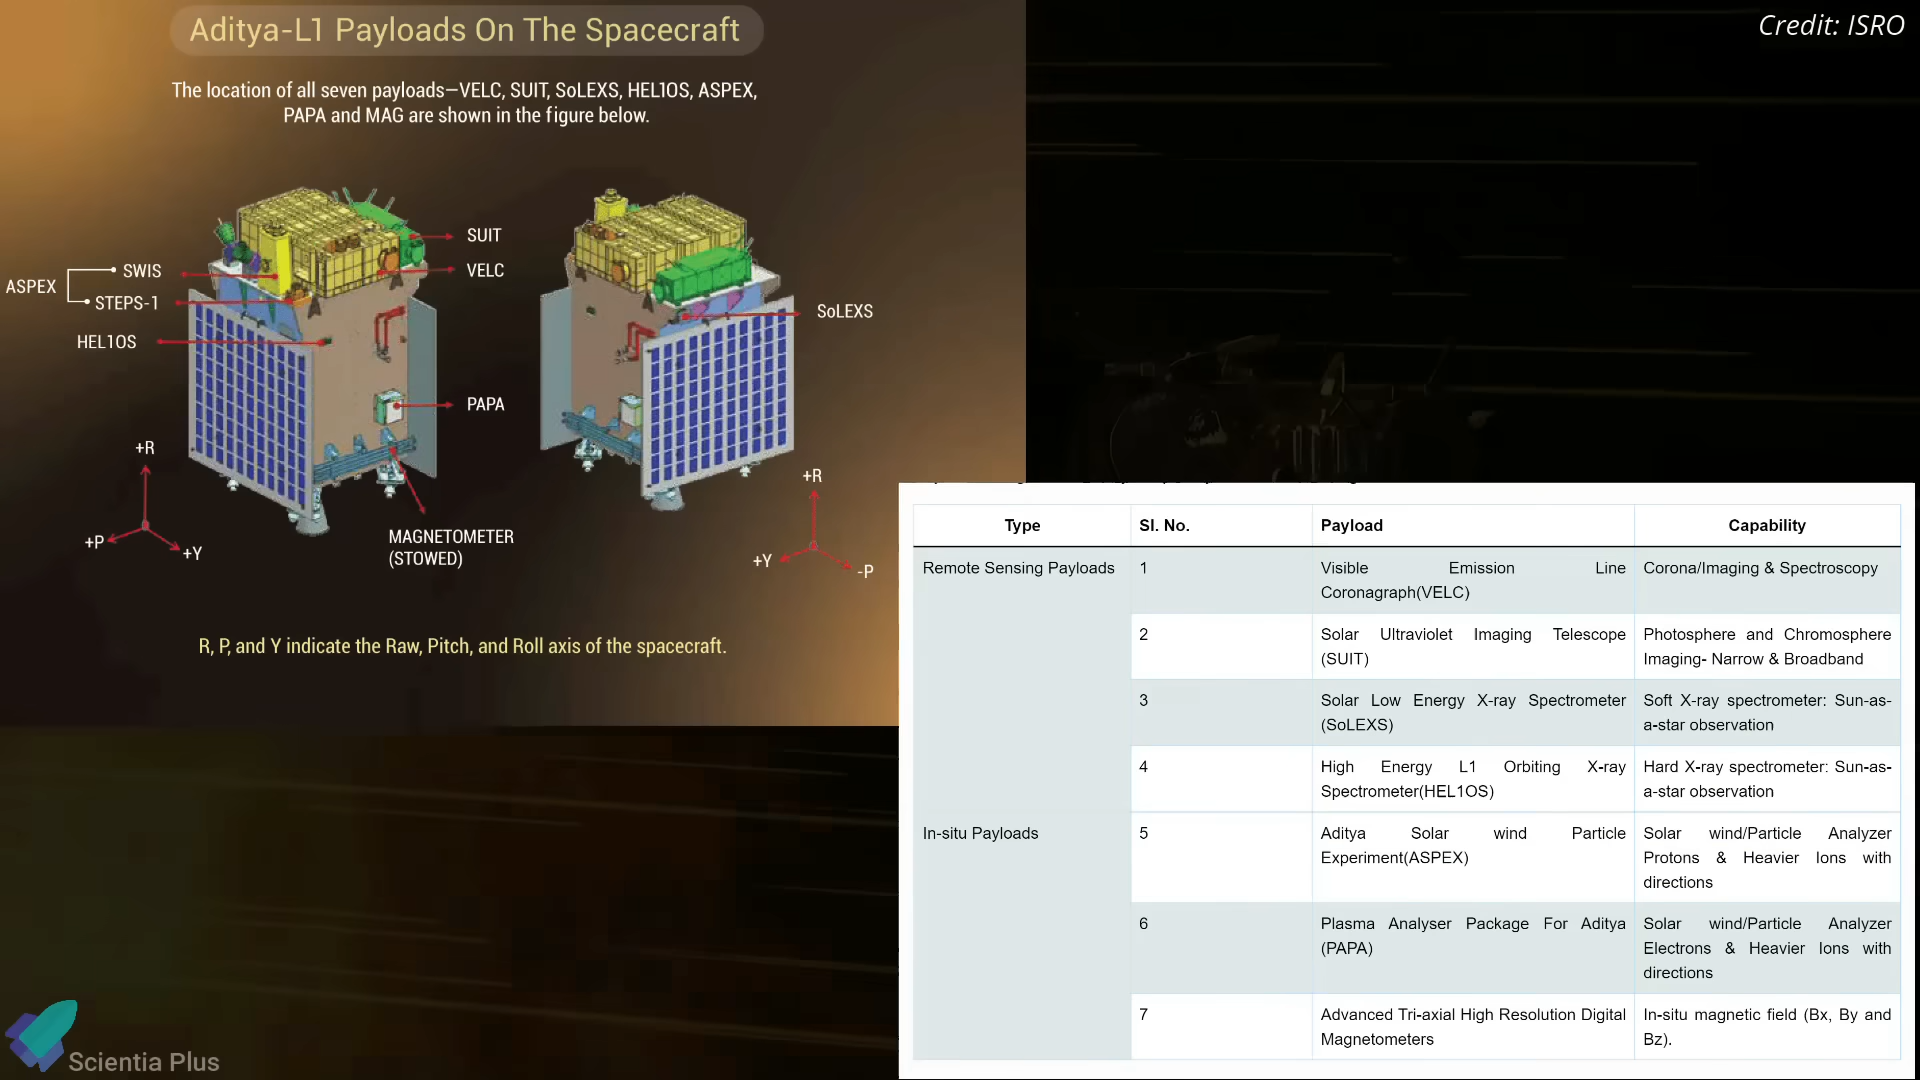 Aditya-L1 Payloads On The Spacecraft
Credit: ISRO
The location of all seven payloads—VELC, SUIT, SoLEXS, HEL1OS, ASPEX,
PAPA and MAG are shown in the figure below.
SUIT
VELC
SWIS
ASPEX
STEPS-1
HEL1OS
PAPA
SoLEXS
+R
+P
+Y
MAGNETOMETER
(STOWED)
+R
+Y
-P
R, P, and Y indicate the Raw, Pitch, and Roll axis of the spacecraft.
Type Sl. No. Payload Capability
Remote Sensing Payloads 1 Visible Emission Line Corona/Imaging & Spectroscopy
Coronagraph(VELC)
2 Solar Ultraviolet Imaging Telescope Photosphere and Chromosphere
(SUIT) Imaging- Narrow & Broadband
3 Solar Low Energy X-ray Spectrometer Soft X-ray spectrometer: Sun-as-
(SoLEXS) a-star observation
4 High Energy L1 Orbiting X-ray Hard X-ray spectrometer: Sun-as-
Spectrometer(HEL1OS) a-star observation
In-situ Payloads 5 Aditya Solar wind Particle Solar wind/Particle Analyzer
Experiment(ASPEX) Protons & Heavier Ions with
directions
6 Plasma Analyser Package For Aditya Solar wind/Particle Analyzer
(PAPA) Electrons & Heavier Ions with
directions
7 Advanced Tri-axial High Resolution Digital In-situ magnetic field (Bx, By and
Magnetometers Bz).
Scientia Plus